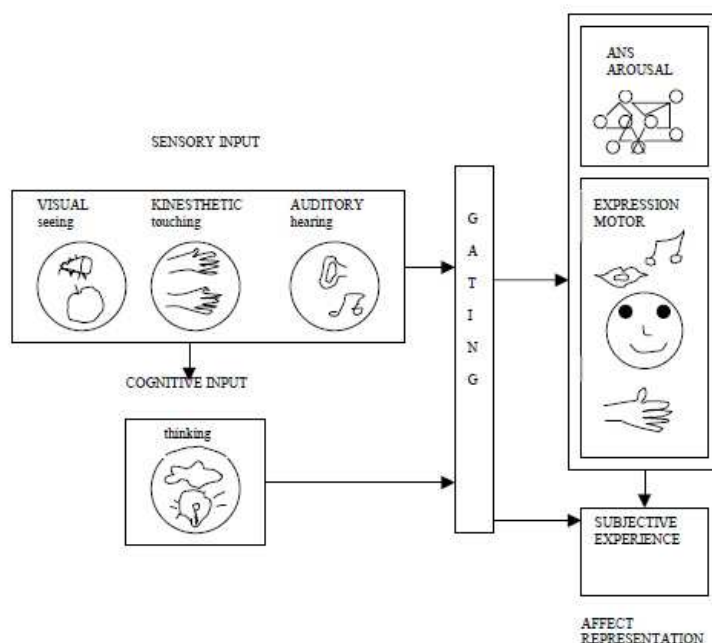 SENSORY INPUT
VISUAL
seeing
KINESTHETIC
touching
AUDITORY
hearing
COGNITIVE INPUT
thinking
G
A
T
I
N
G
ANS
AROUSAL
EXPRESSION
MOTOR
SUBJECTIVE
EXPERIENCE
AFFECT
REPRESENTATION